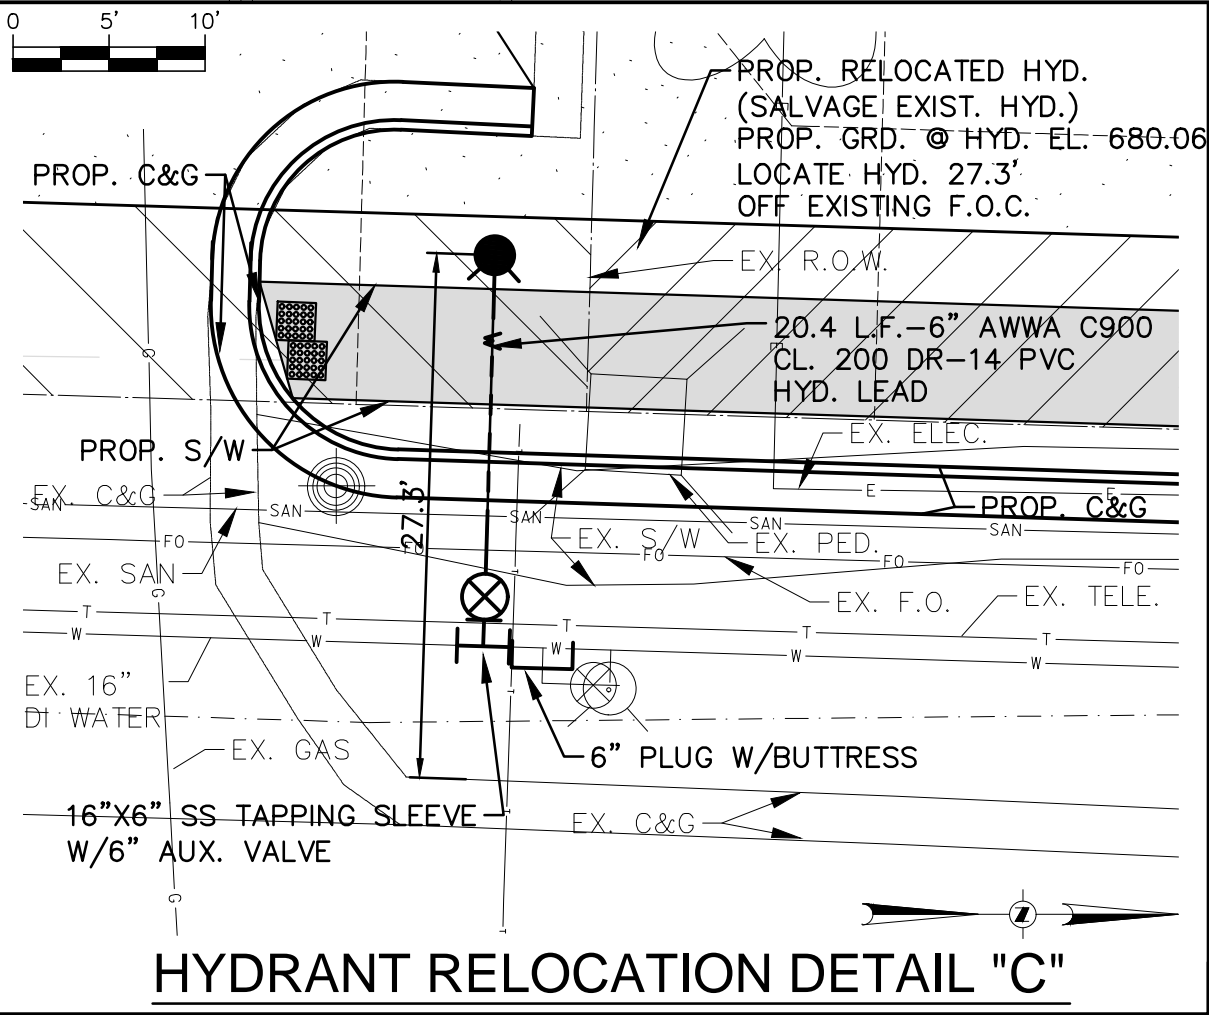 0 5' 10'
PROP. RELOCATED HYD.
(SALVAGE EXIST. HYD.)
PROP. GRD. @ HYD. EL. 680.06
LOCATE HYD. 27.3'
OFF EXISTING F.O.C.
PROP. C&G
EX. R.O.W.
20.4 L.F.-6" AWWA C900
CL. 200 DR-14 PVC
HYD. LEAD
E
E
G
PROP. S/W
EX. ELEC.
EX. C&G
E
E
PROP. C&G
SAN
SAN
SAN
SAN
SAN
27.3'
T
FO
FO
FO
FO
FO
EX. S/W
EX. PED.
EX. SAN
T
G
EX. F.O.
EX. TELE.
T
T
T
T
T
W
W
W
W
W
EX. 16"
DI WATER
T
EX. GAS
6" PLUG W/BUTTRESS
16"X6" SS TAPPING SLEEVE
W/6" AUX. VALVE
T
EX. C&G
G
T
Z
HYDRANT RELOCATION DETAIL "C"